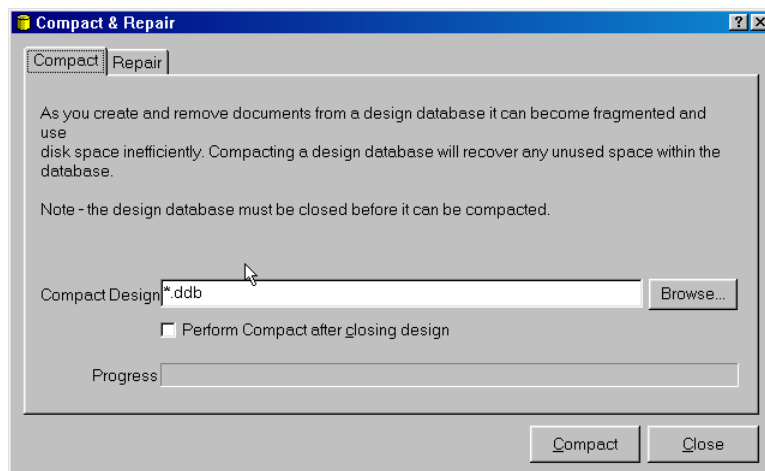 Compact & Repair
Compact Repair
As you create and remove documents from a design database it can become fragmented and
use
disk space inefficiently. Compacting a design database will recover any unused space within the
database.
Note - the design database must be closed before it can be compacted.
Compact Design *.ddb Browse...
Perform Compact after closing design
Progress
Compact Close